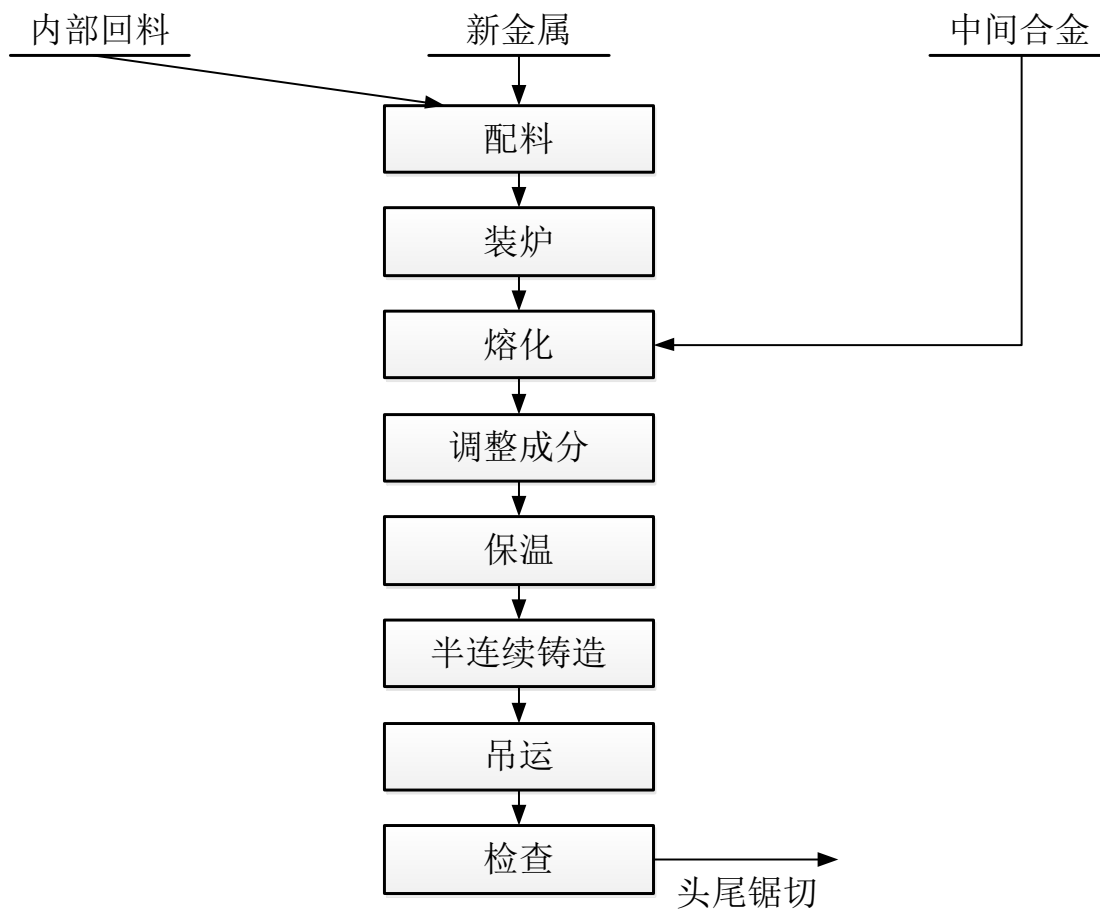 内部回料
新金属
中间合金
配料
装炉
熔化
调整成分
保温
半连续铸造
吊运
检查
头尾锯切